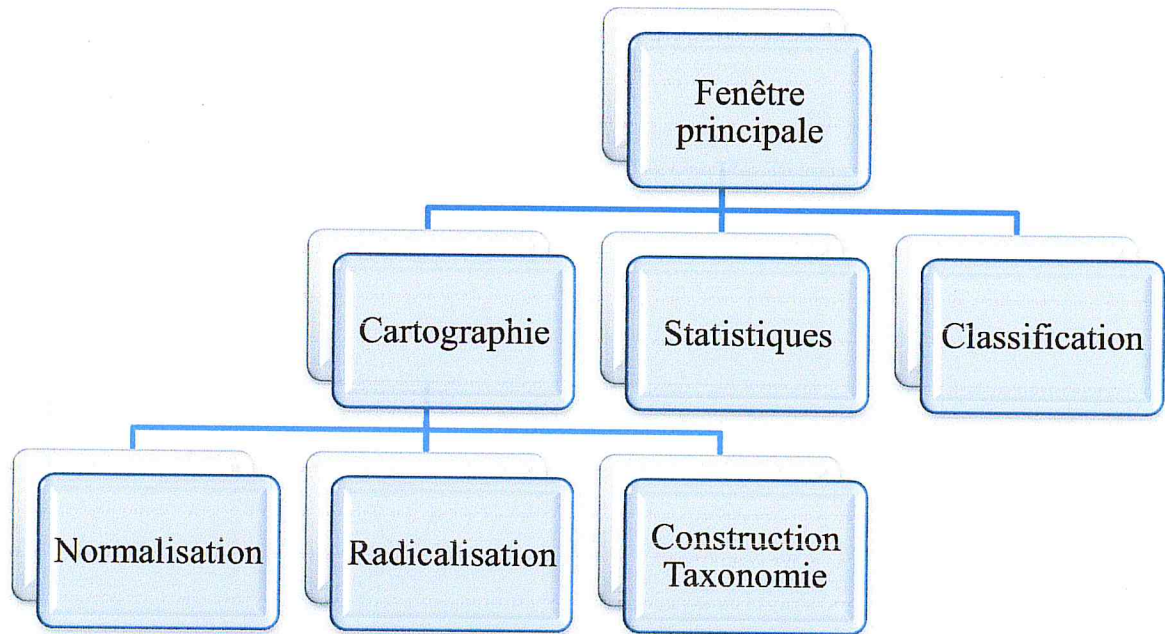 Fenêtre
principale
Cartographie
Statistiques
Classification
Normalisation
Radicalisation
Construction
Taxonomie